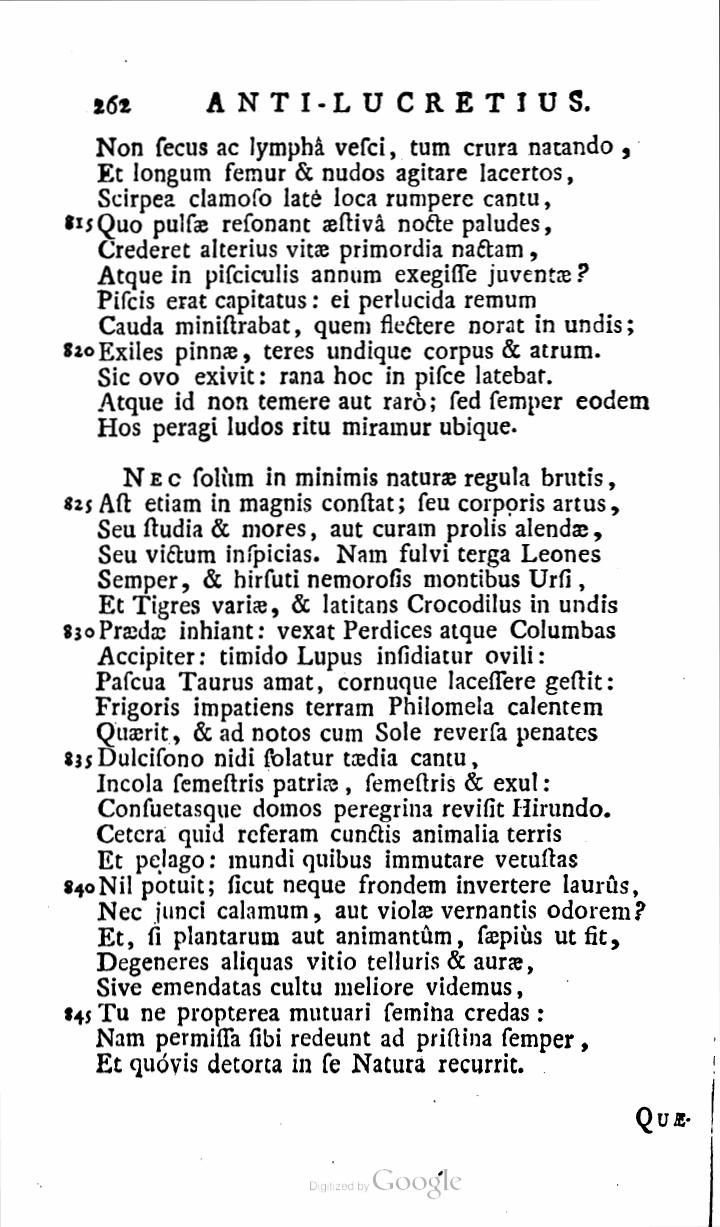 262 ANTI-LUCRETIUS.
Non ſecus ac lymphâ veſci, tum crura natando,
Et longum femur & nudos agitare lacertos,
Scirpea clamoſo latè loca rumpere cantu,
815 Quo pulſæ reſonant æſtivâ nocte paludes,
Crederet alterius vitæ primordia nactam,
Atque in piſciculis annum exegiſſe juventæ?
Piſcis erat capitatus: ei perlucida remum
Cauda miniſtrabat, quem flectere norat in undis;
820 Exiles pinnæ, teres undique corpus & atrum.
Sic ovo exivit: rana hoc in piſce latebat.
Atque id non temere aut rarò; ſed ſemper eodem
Hos peragi ludos ritu miramur ubique.
NEC ſolùm in minimis naturæ regula brutis,
825 Aſt etiam in magnis conſtat; ſeu corporis artus,
Seu ſtudia & mores, aut curam prolis alendæ,
Seu victum inſpicias. Nam fulvi terga Leones
Semper, & hirſuti nemoroſis montibus Urſi,
Et Tigres variæ, & latitans Crocodilus in undis
830 Prædæ inhiant: vexat Perdices atque Columbas
Accipiter: timido Lupus inſidiatur ovili:
Paſcua Taurus amat, cornuque laceſſere geſtit:
Frigoris impatiens terram Philomela calentem
Quærit, & ad notos cum Sole reverſa penates
835 Dulciſono nidi ſolatur tædia cantu,
Incola ſemeſtris patriæ, ſemeſtris & exul:
Conſuetasque domos peregrina reviſit Hirundo.
Cetera quid referam cunctis animalia terris
Et pelago: mundi quibus immutare vetuſtas
840 Nil potuit; ſicut neque frondem invertere laurûs,
Nec junci calamum, aut violæ vernantis odorem?
Et, ſi plantarum aut animantûm, ſæpiùs ut fit,
Degeneres aliquas vitio telluris & auræ,
Sive emendatas cultu meliore videmus,
845 Tu ne propterea mutuari ſemina credas:
Nam permiſſa ſibi redeunt ad priſtina ſemper,
Et quóvis detorta in ſe Natura recurrit.
QUÆ-
Digitized by Google